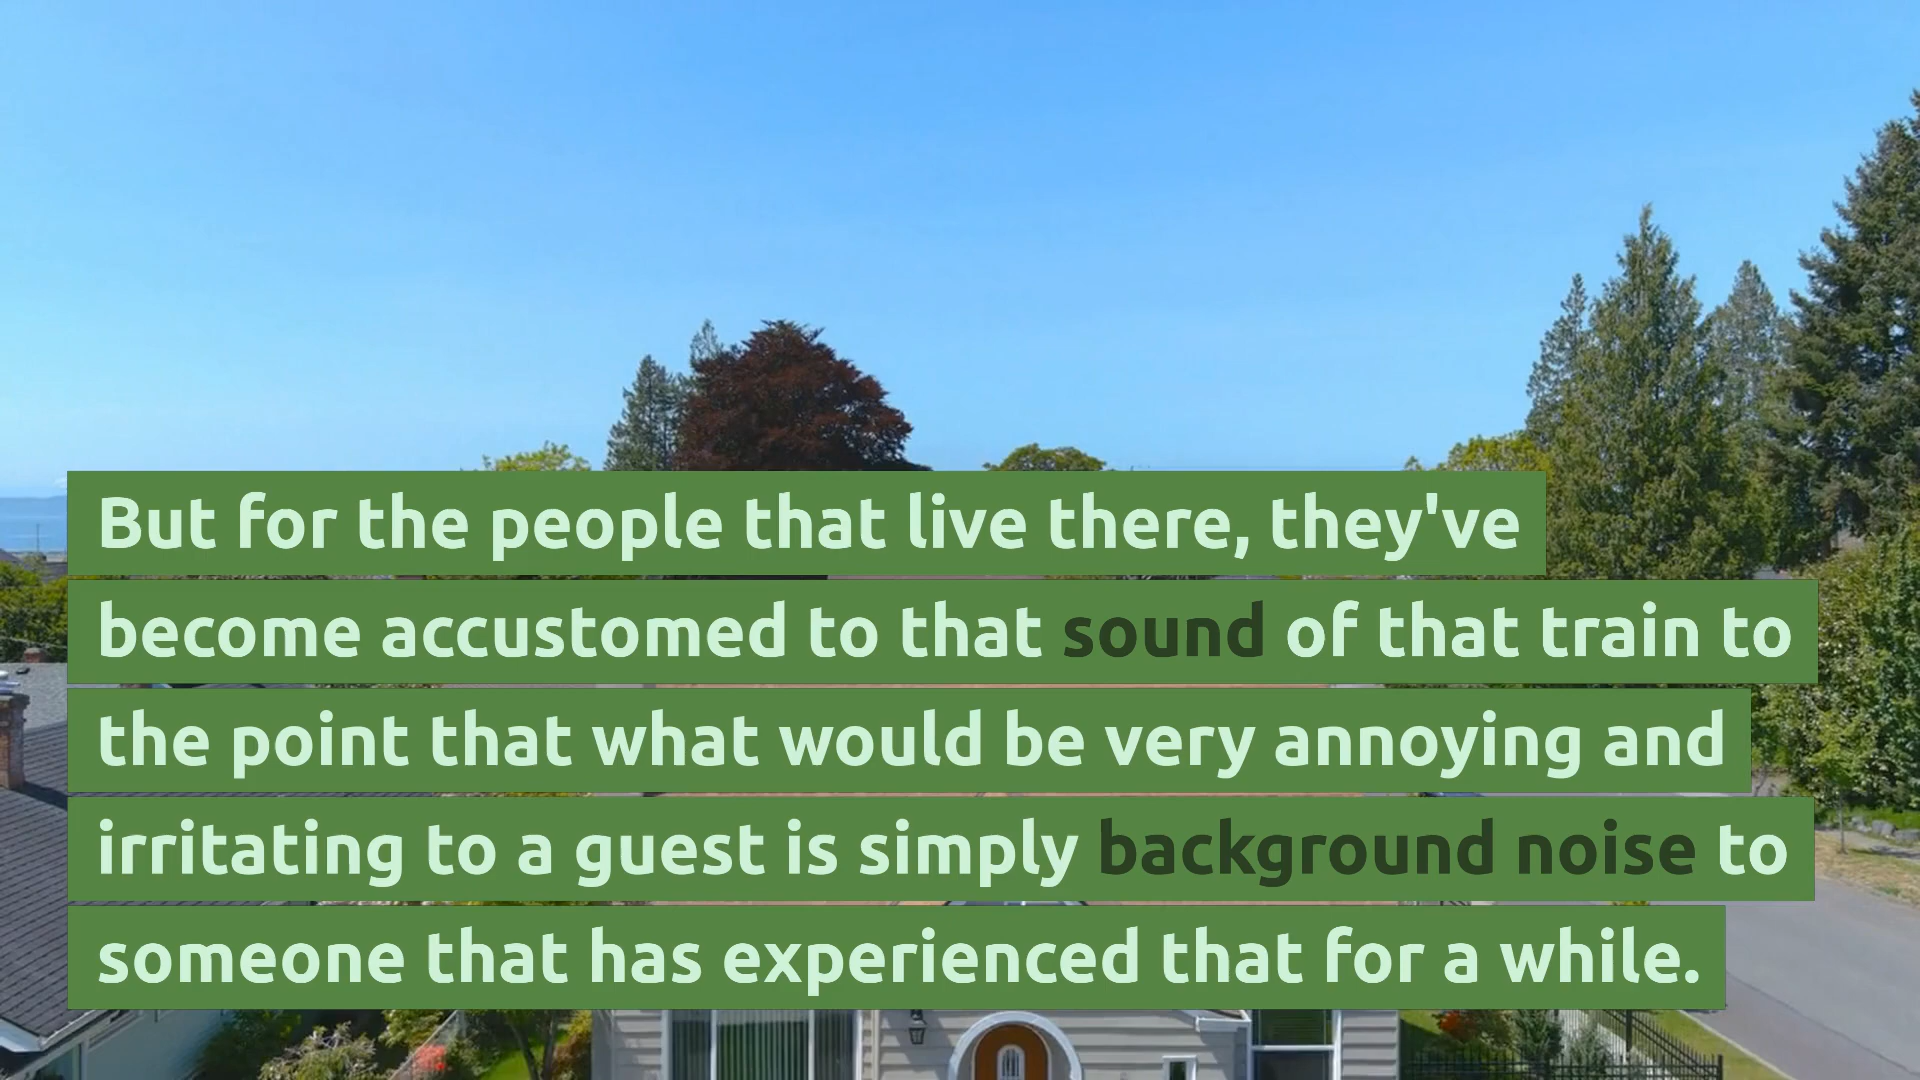 But for the people that live there, they've
become accustomed to that sound of that train to
the point that what would be very annoying and
irritating to a guest is simply background noise to
someone that has experienced that for a while.